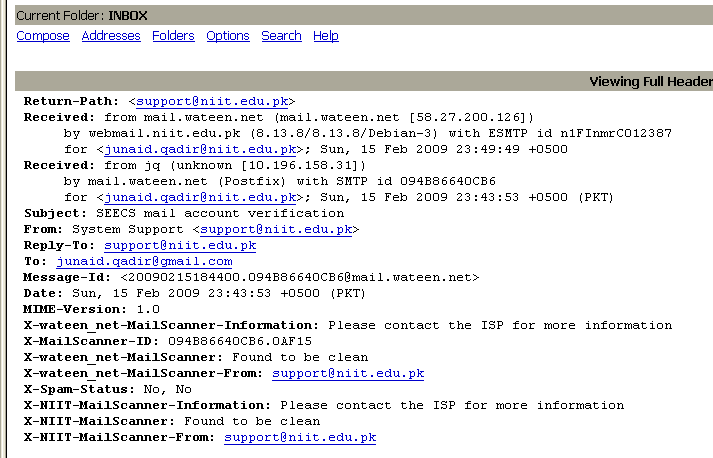 Current Folder: INBOX
Compose Addresses Folders Options Search Help
Viewing Full Header
Return-Path: <support@niit.edu.pk>
Received: from mail.wateen.net (mail.wateen.net [58.27.200.126])
by webmail.niit.edu.pk (8.13.8/8.13.8/Debian-3) with ESMTP id n1FInmrC012387
for <junaid.qadir@niit.edu.pk>; Sun, 15 Feb 2009 23:49:49 +0500
Received: from jq (unknown [10.196.158.31])
by mail.wateen.net (Postfix) with SMTP id 094B86640CB6
for <junaid.qadir@niit.edu.pk>; Sun, 15 Feb 2009 23:43:53 +0500 (PKT)
Subject: SEECS mail account verification
From: System Support <support@niit.edu.pk>
Reply-To: support@niit.edu.pk
To: junaid.qadir@gmail.com
Message-Id: <20090215184400.094B86640CB6@mail.wateen.net>
Date: Sun, 15 Feb 2009 23:43:53 +0500 (PKT)
MIME-Version: 1.0
X-wateen_net-MailScanner-Information: Please contact the ISP for more information
X-MailScanner-ID: 094B86640CB6.0AF15
X-wateen_net-MailScanner: Found to be clean
X-wateen_net-MailScanner-From: support@niit.edu.pk
X-Spam-Status: No, No
X-NIIT-MailScanner-Information: Please contact the ISP for more information
X-NIIT-MailScanner: Found to be clean
X-NIIT-MailScanner-From: support@niit.edu.pk